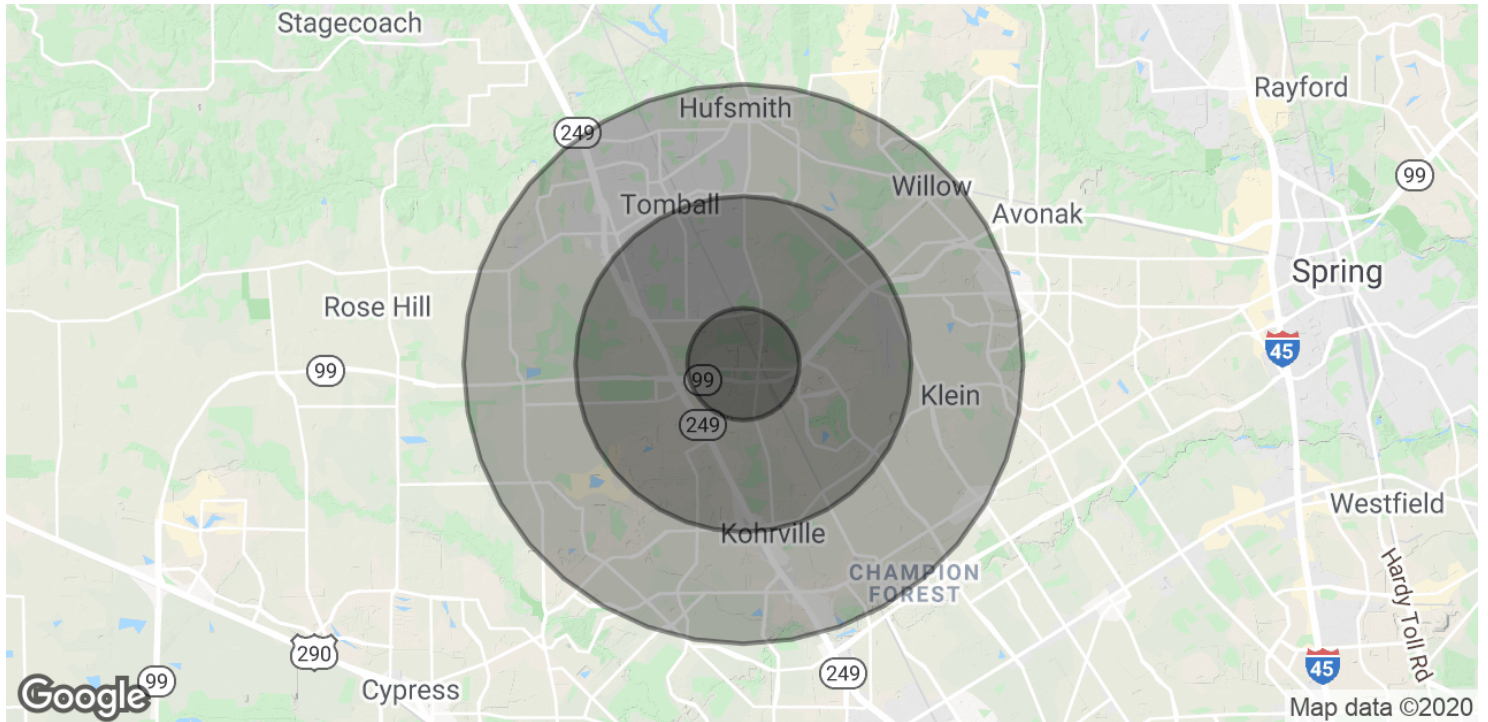 Stagecoach
Hufsmith
Rayford
249
99
Willow
Tomball
Avonak
Spring
Rose Hill
45
99
99
Klein
249
Westfield
Kohrville
CHAMPION
FOREST
Hardy Toll Rd
290
249
45
99
Cypress
Google
Map data ©2020